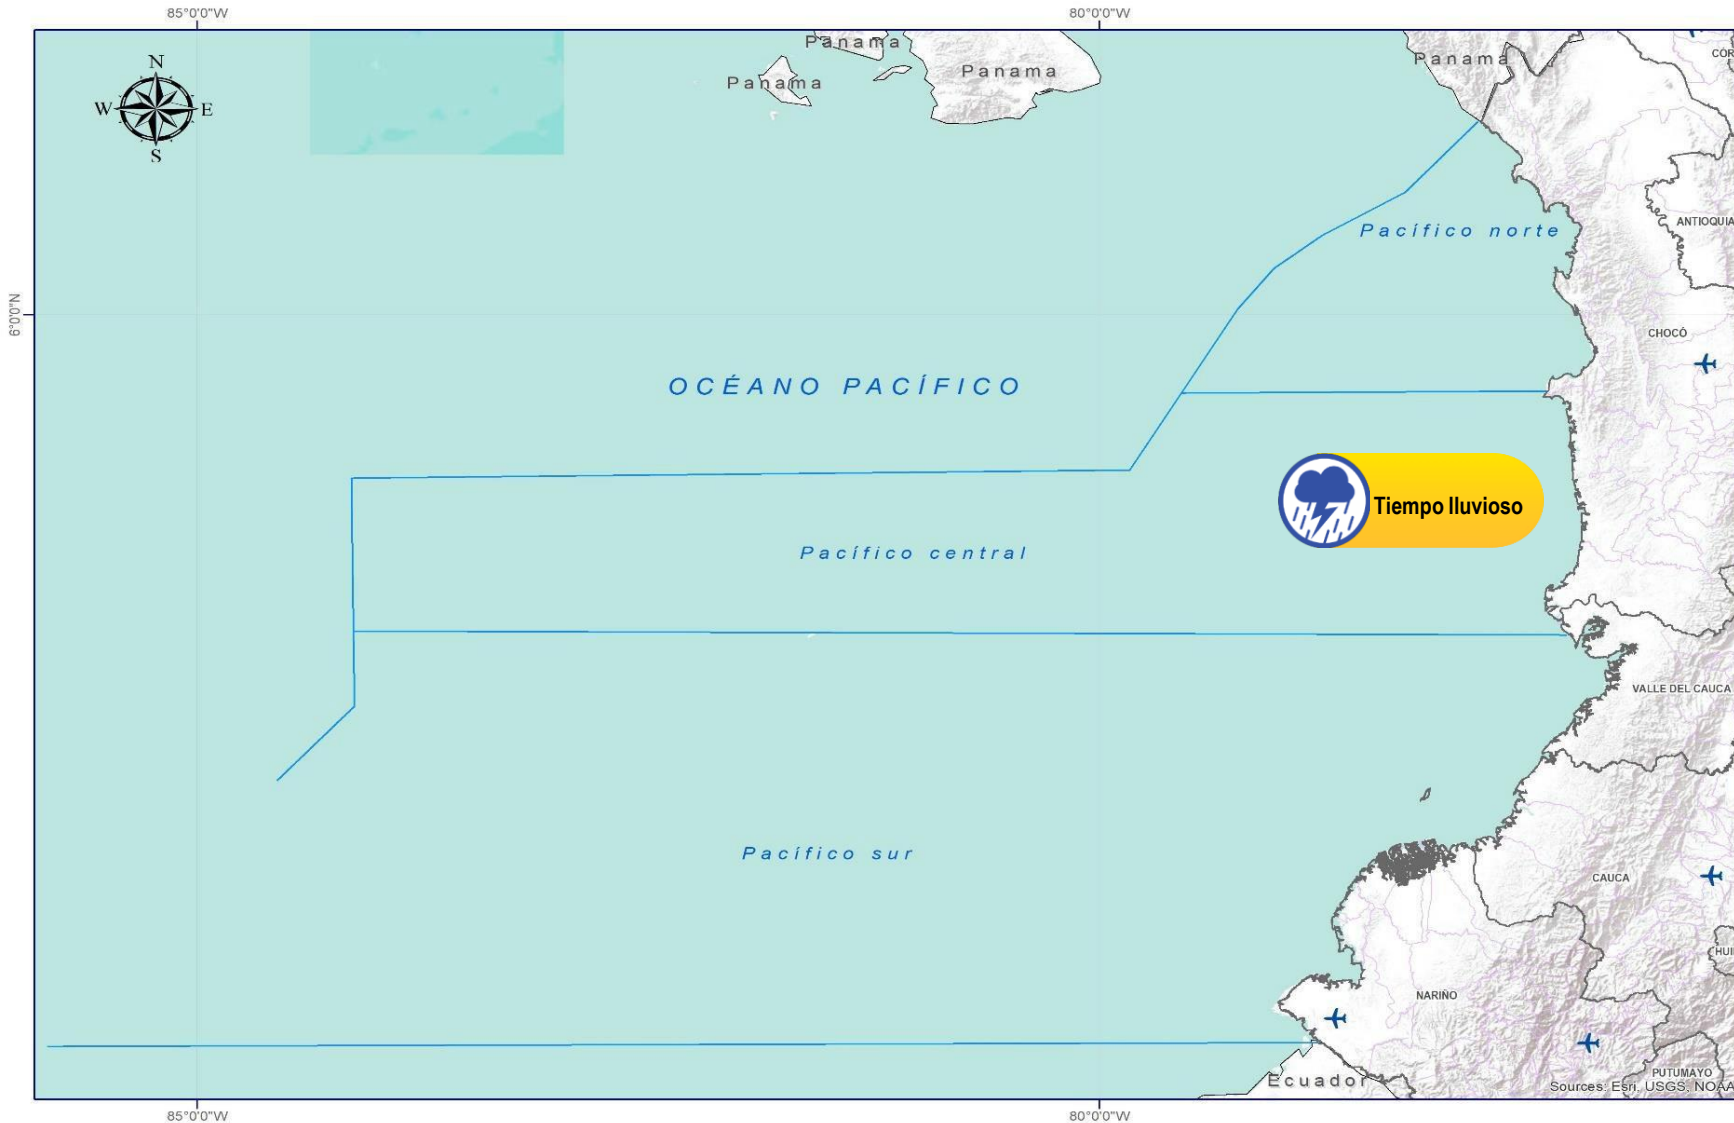 85°0'0"W
80°0'0"W
Panama
Panama
Panama
Panama
COR
N
W
E
S
ANTIOQUIA
Pacífico norte
6°0'0"N
CHOCÓ
OCÉANO PACÍFICO
Tiempo lluvioso
Pacífico central
VALLE DEL CAUCA
Pacífico sur
CAUCA
HUI
NARIÑO
PUTUMAYO
Ecuador
Sources: Esri, USGS, NOAA
85°0'0"W
80°0'0"W